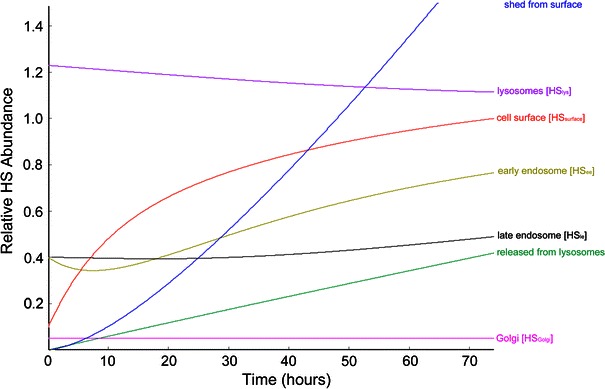 shed from surface
1.4
1.2
lysosomes [HSlys]
1.0
cell surface [HSsurface]
0.8
early endosome [HSee]
0.6
late endosome [HSle]
0.4
released from lysosomes
0.2
Golgi [HSGolgi]
0
10
20
30
40
50
60
70
Time (hours)
Relative HS Abundance